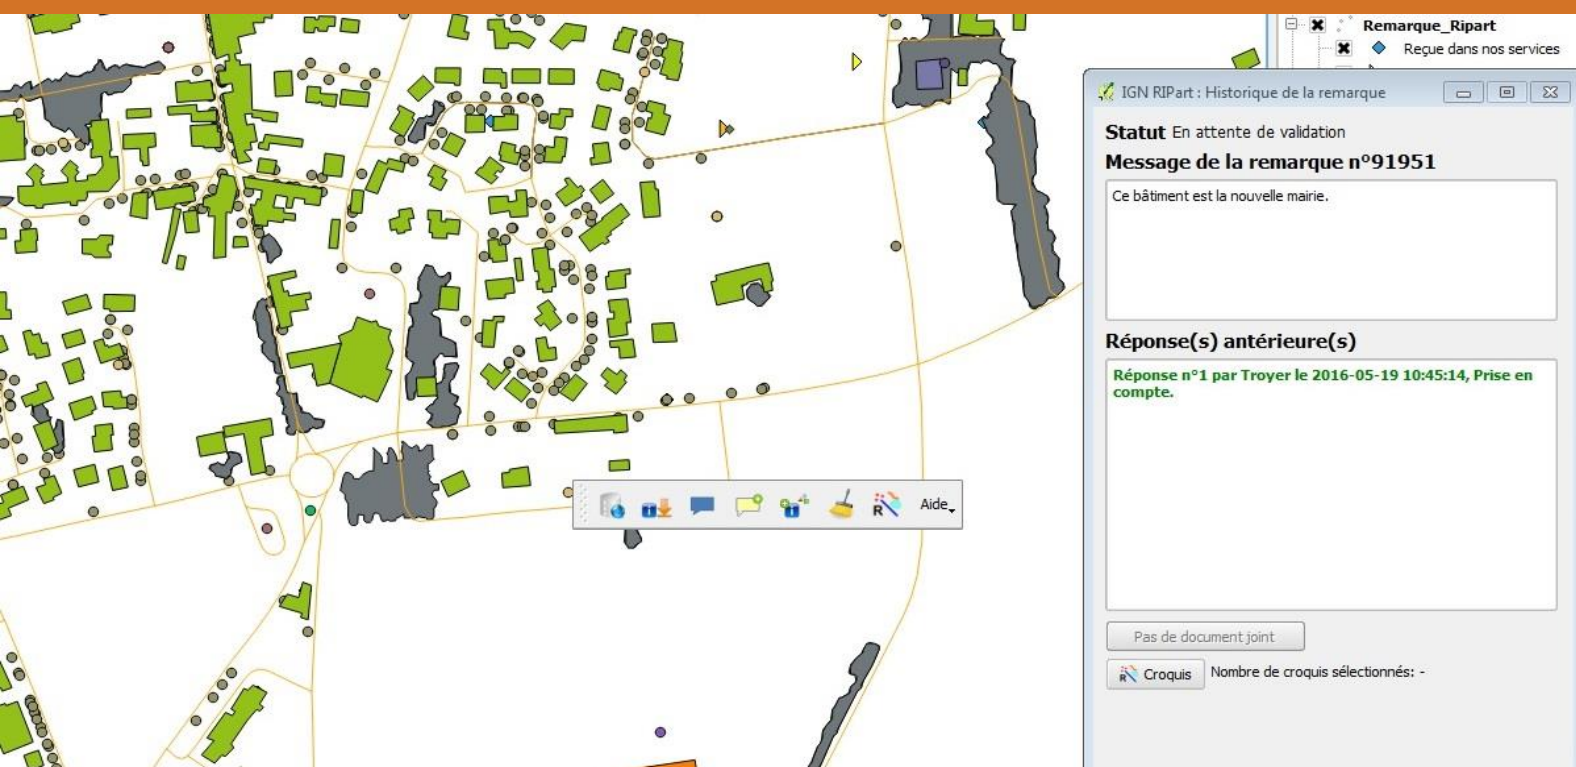 Remarque_Ripart
Reçue dans nos services
IGN RIPart : Historique de la remarque
Statut En attente de validation
Message de la remarque n°91951
Ce bâtiment est la nouvelle mairie.
Réponse(s) antérieure(s)
Réponse n°1 par Troyer le 2016-05-19 10:45:14, Prise en
compte.
Aide
Pas de document joint
Croquis Nombre de croquis sélectionnés: -